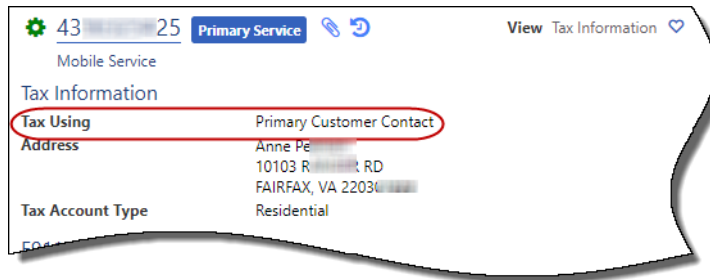 43 25 Primary Service View Tax Information
Mobile Service
Tax Information
Tax Using Primary Customer Contact
Address Anne Pe
10103 R RD
FAIRFAX, VA 2203
Tax Account Type Residential